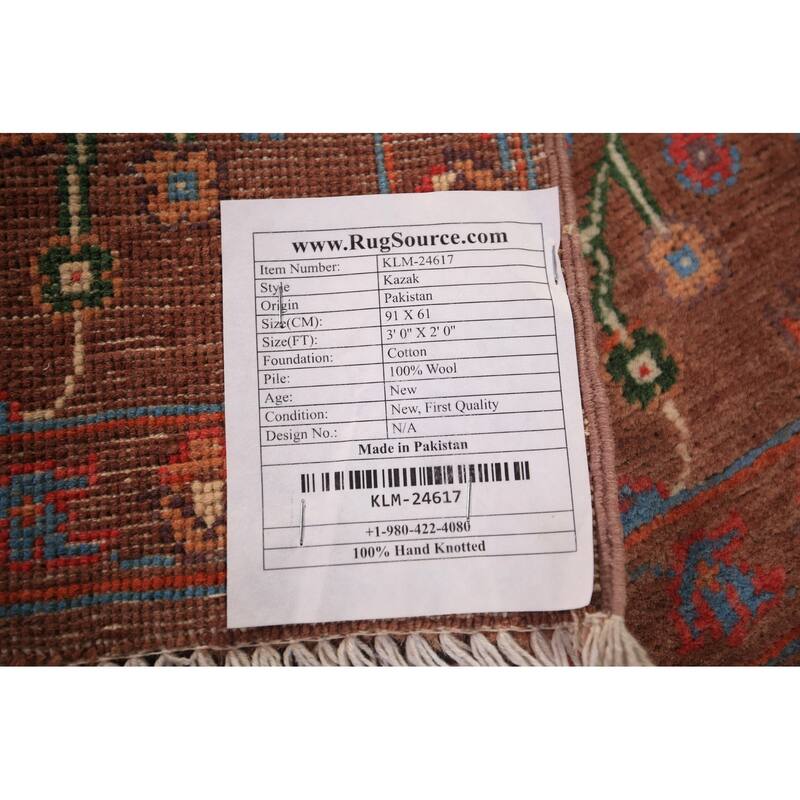 www.RugSource.com
Item Number: KLM-24617
Style Kazak
Origin Pakistan
Size(CM): 91 X 61
Size(FT): 3' 0" X 2' 0"
Foundation: Cotton
Pile: 100% Wool
Age: New
Condition: New, First Quality
Design No.: N/A
Made in Pakistan
KLM-24617
+1-980-422-4080
100% Hand Knotted